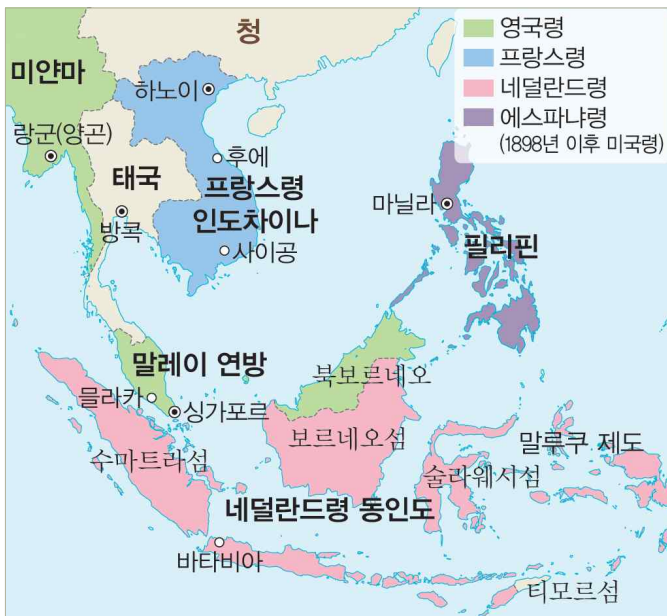 청
영국령
프랑스령
네덜란드령
에스파냐령
(1898년 이후 미국령)
미얀마
하노이
랑군(양곤)
후에
태국
프랑스령
인도차이나
방콕
사이공
마닐라
필리핀
말레이 연방
믈라카
싱가포르
북보르네오
보르네오섬
수마트라섬
말루쿠 제도
술라웨시섬
네덜란드령 동인도
바타비아
티모르섬